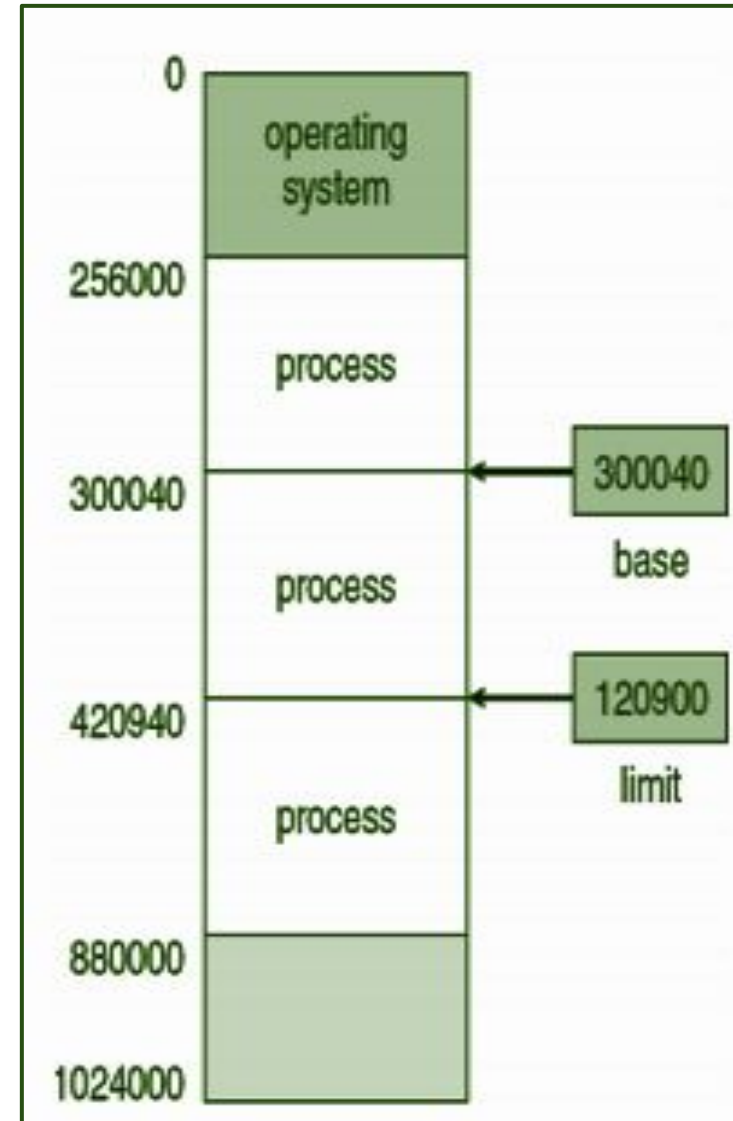 0
operating
system
256000
process
300040
300040
base
process
420940
120900
limit
process
880000
1024000